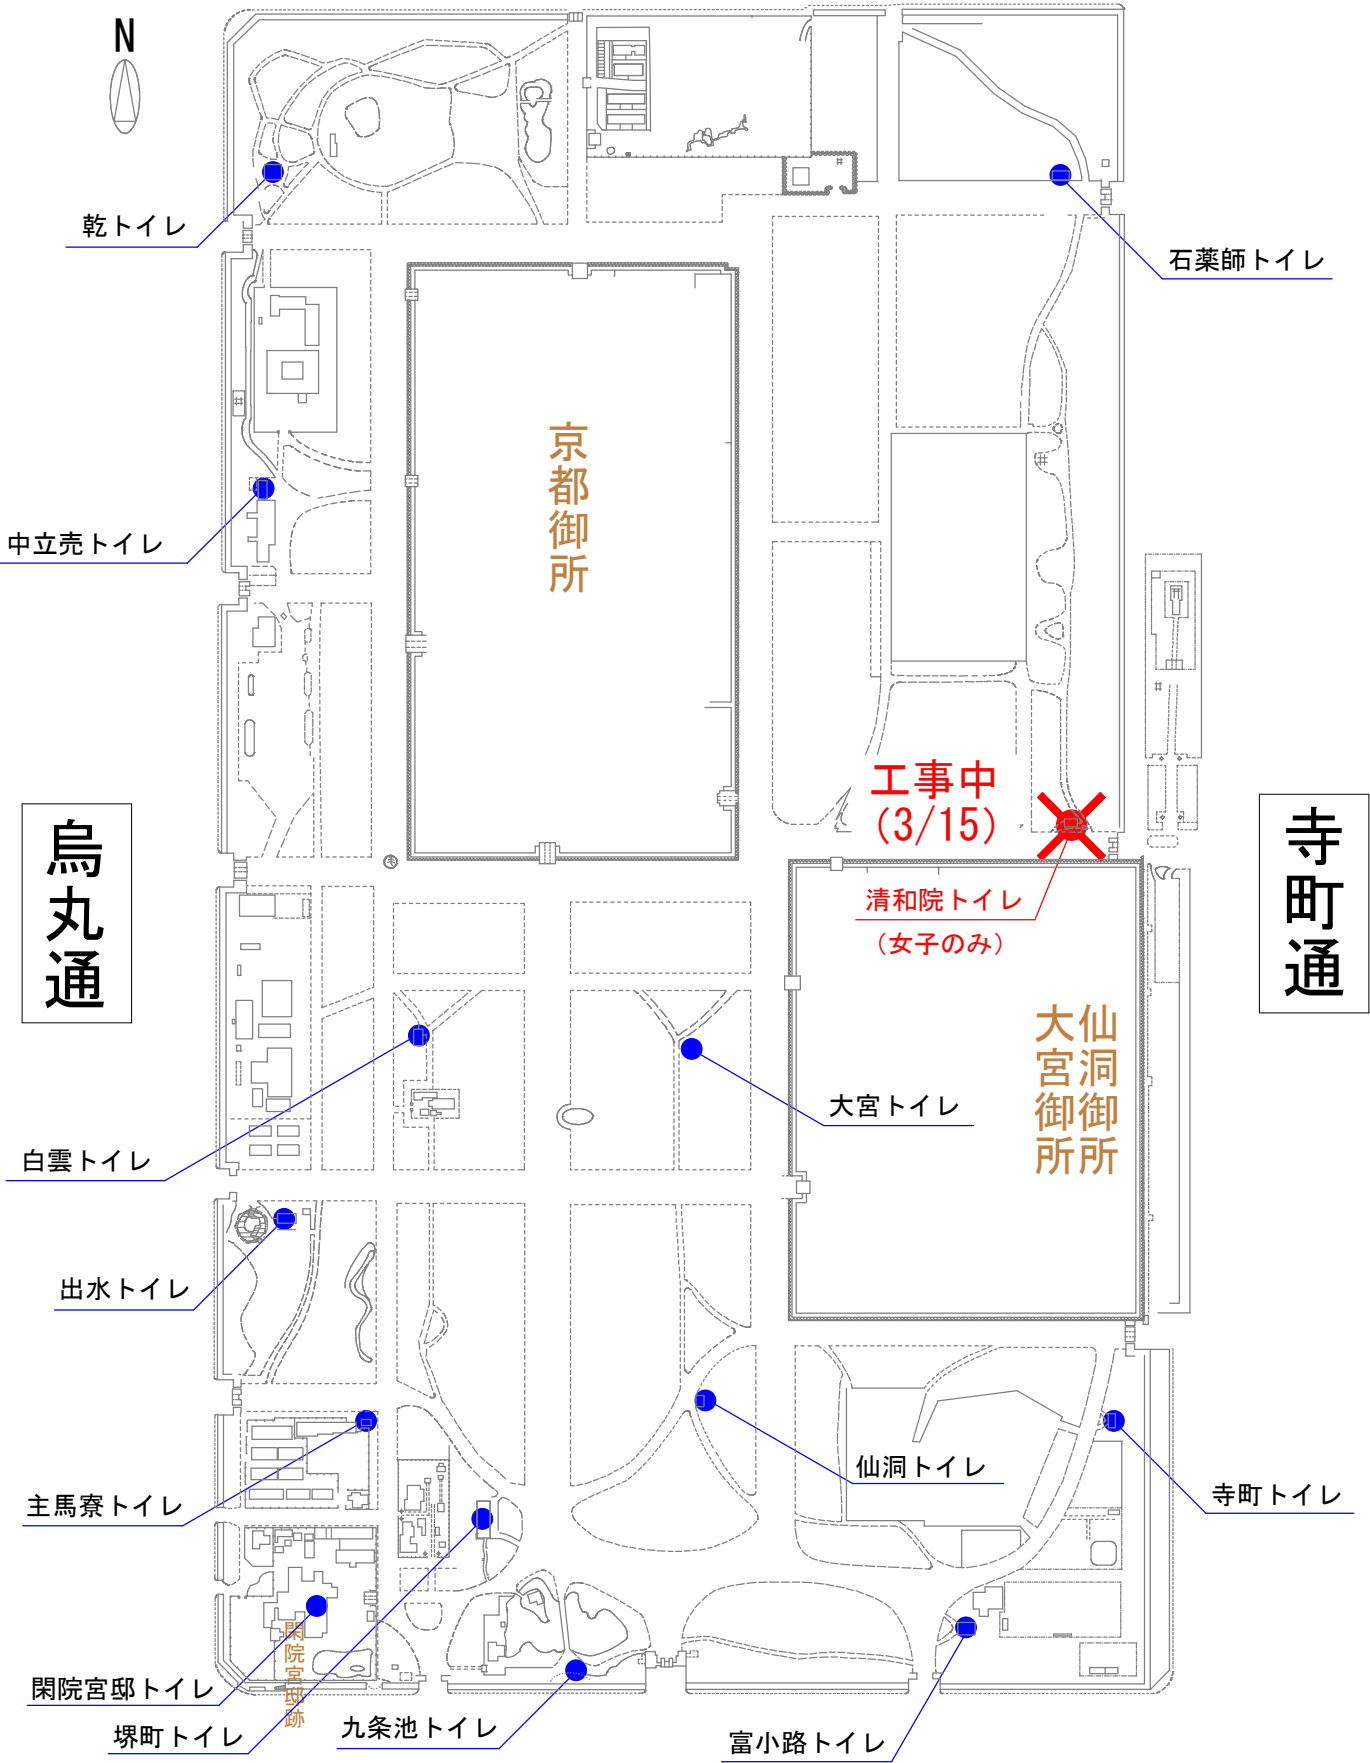 N
乾トイレ
石薬師トイレ
京都御所
中立売トイレ
工事中
(3/15)
烏丸通
寺町通
清和院トイレ
（女子のみ）
仙洞御所
大宮御所
大宮トイレ
白雲トイレ
出水トイレ
仙洞トイレ
寺町トイレ
主馬寮トイレ
閑院宮邸跡
閑院宮邸トイレ
堺町トイレ
九条池トイレ
富小路トイレ